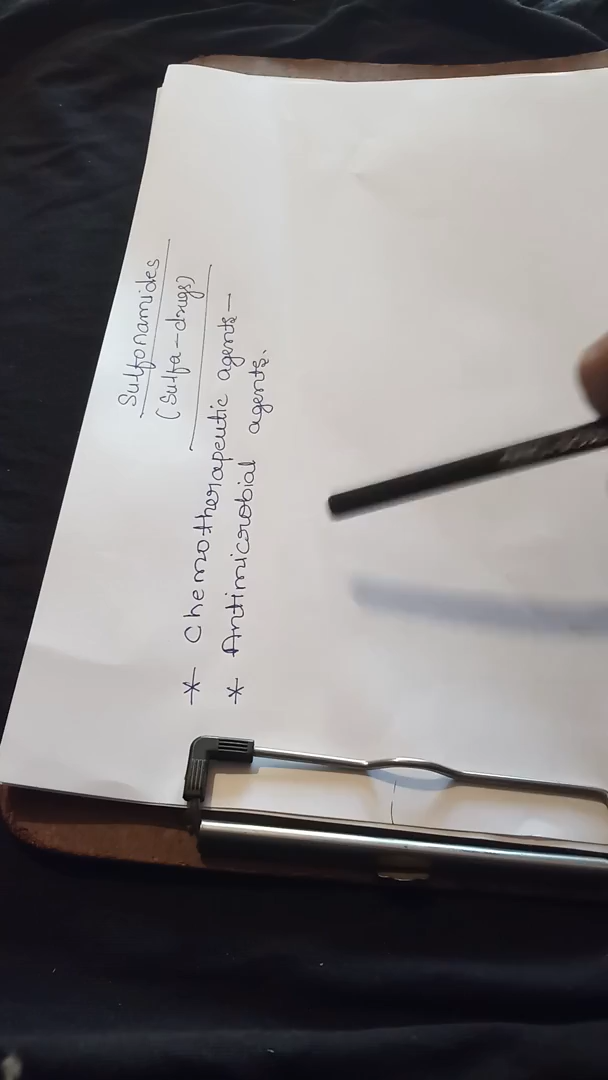 Sulfonamides
(Sulfa-drugs)
* Chemotherapeutic agents-
* Antimicrobial agents.